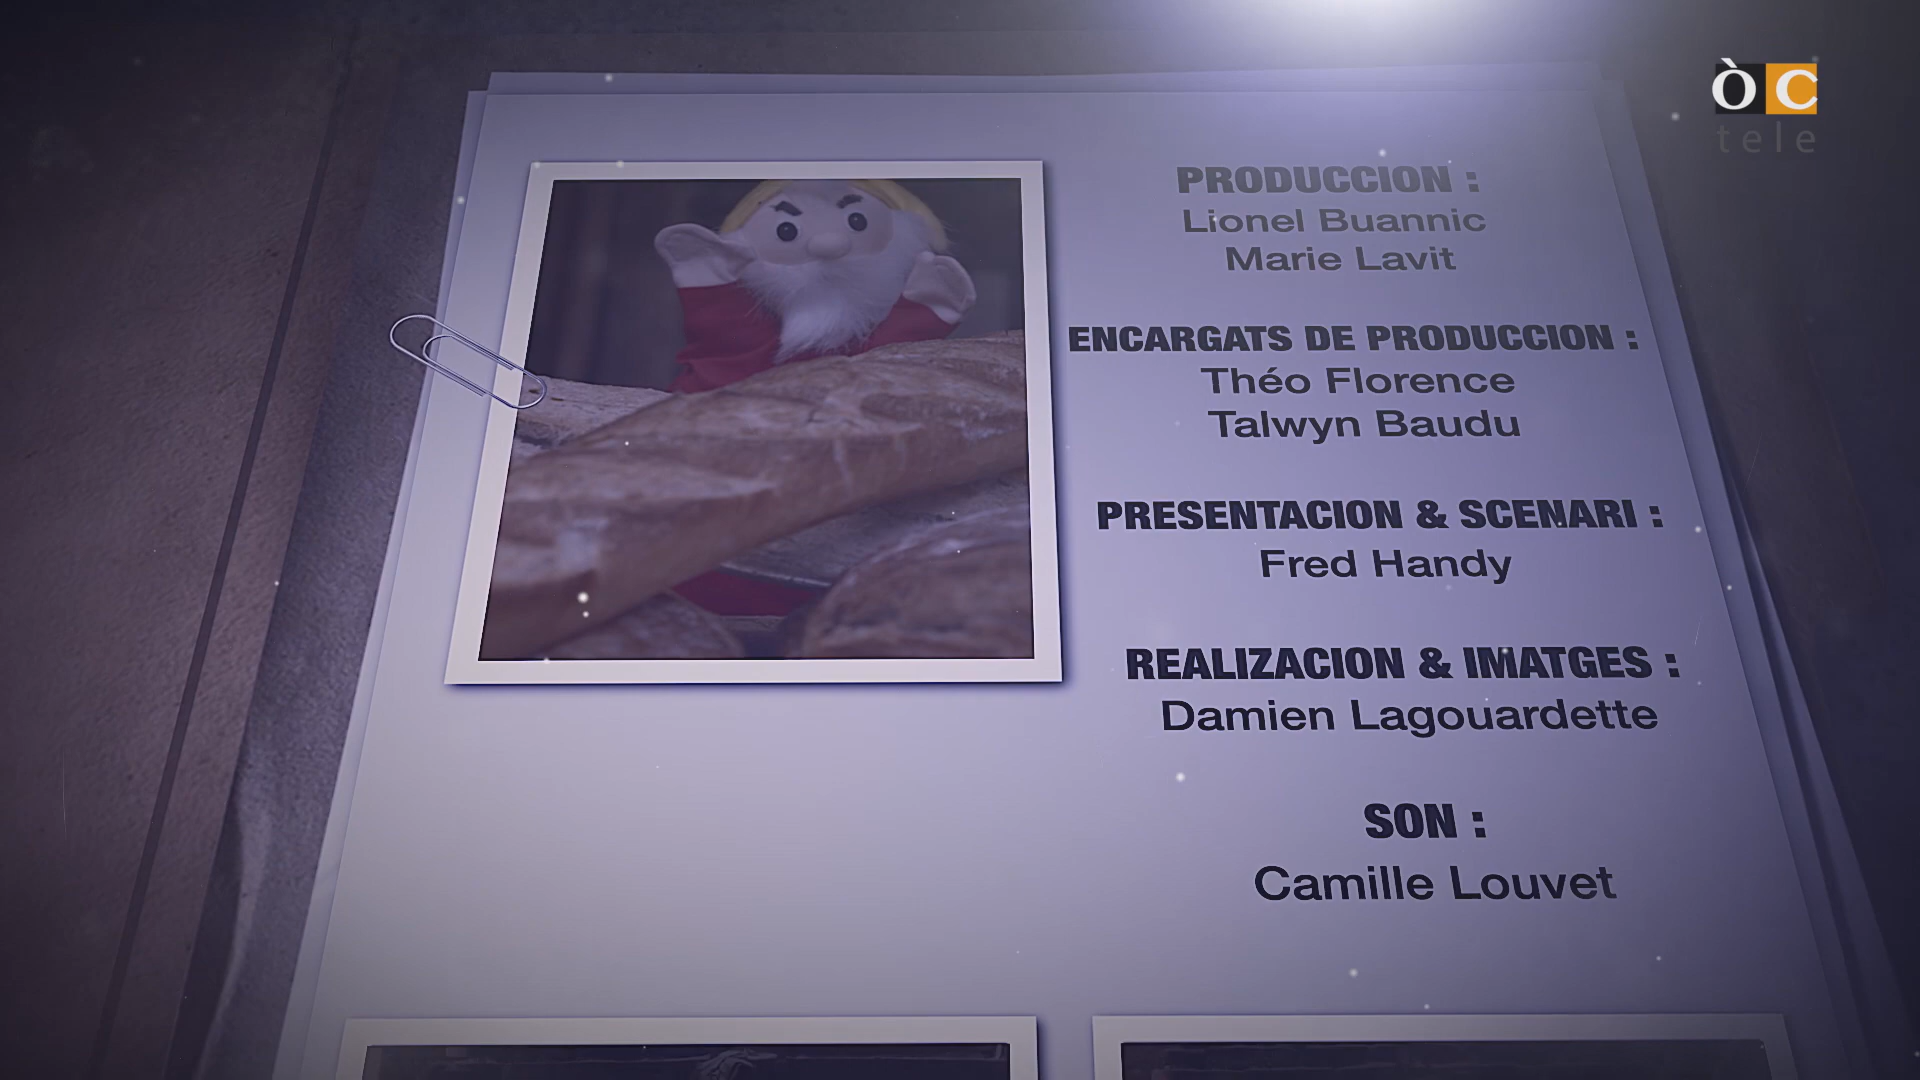 òc
tele
PRODUCCION :
Lionel Buannic
Marie Lavit
ENCARGATS DE PRODUCCION :
Théo Florence
Talwyn Baudu
PRESENTACION & SCENARI :
Fred Handy
REALIZACION & IMATGES :
Damien Lagouardette
SON :
Camille Louvet